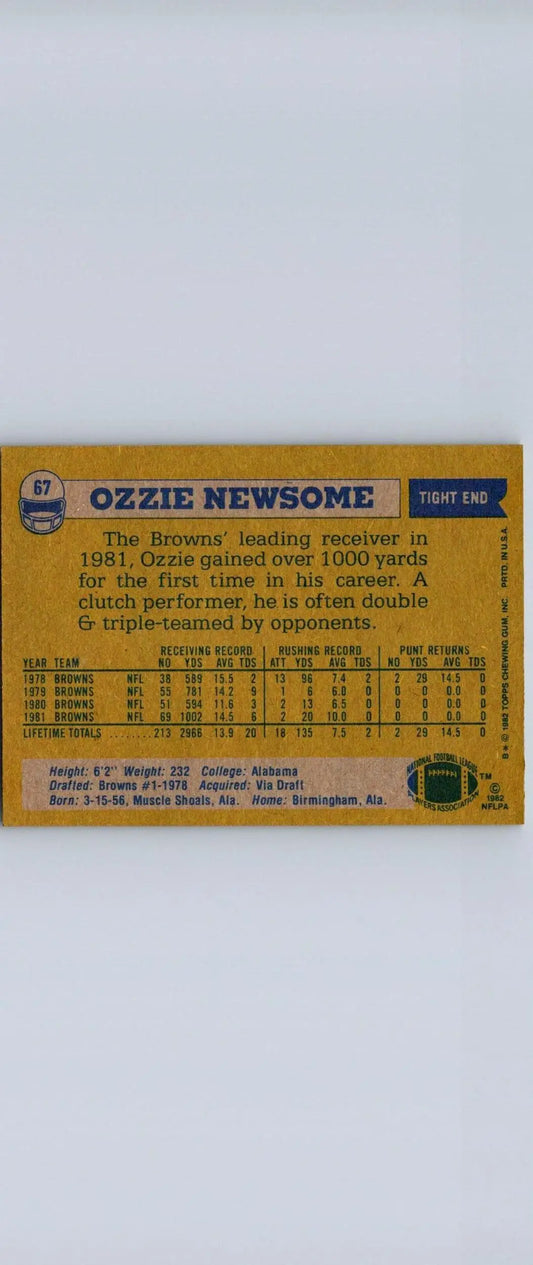 67
OZZIE NEWSOME
TIGHT END
The Browns' leading receiver in
1981, Ozzie gained over 1000 yards
for the first time in his career. A
clutch performer, he is often double
& triple-teamed by opponents.
RECEIVING RECORD RUSHING RECORD PUNT RETURNS
YEAR TEAM NO YDS AVG TDS ATT YDS AVG TDS NO YDS AVG TDS
1978 BROWNS NFL 38 589 15.5 2 13 96 7.4 2 2 29 14.5 0
1979 BROWNS NFL 55 781 14.2 9 1 6 6.0 0 0 0 0.0 0
1980 BROWNS NFL 51 594 11.6 3 2 13 6.5 0 0 0 0.0 0
1981 BROWNS NFL 69 1002 14.5 6 2 20 10.0 0 0 0 0.0 0
LIFETIME TOTALS ........ 213 2966 13.9 20 18 135 7.5 2 2 29 14.5 0
Height: 6'2" Weight: 232 College: Alabama
Drafted: Browns #1-1978 Acquired: Via Draft
Born: 3-15-56, Muscle Shoals, Ala. Home: Birmingham, Ala.
NATIONAL FOOTBALL LEAGUE
PLAYERS ASSOCIATION
TM
©
1982
NFLPA
B* © 1982 TOPPS CHEWING GUM, INC. PRTD. IN U.S.A.